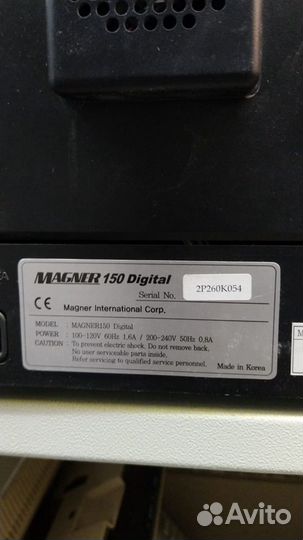 MAGNER 150 Digital
Serial No. 2P260K054
CE Magner International Corp.
MODEL : MAGNER150 Digital
POWER : 100-120V 60Hz 1,6A / 200-240V 50Hz 0,8A
CAUTION : To prevent electric shock. Do not remove back.
No user serviceable parts inside.
Refer servicing to qualified service personnel.
Made in Korea
Avito